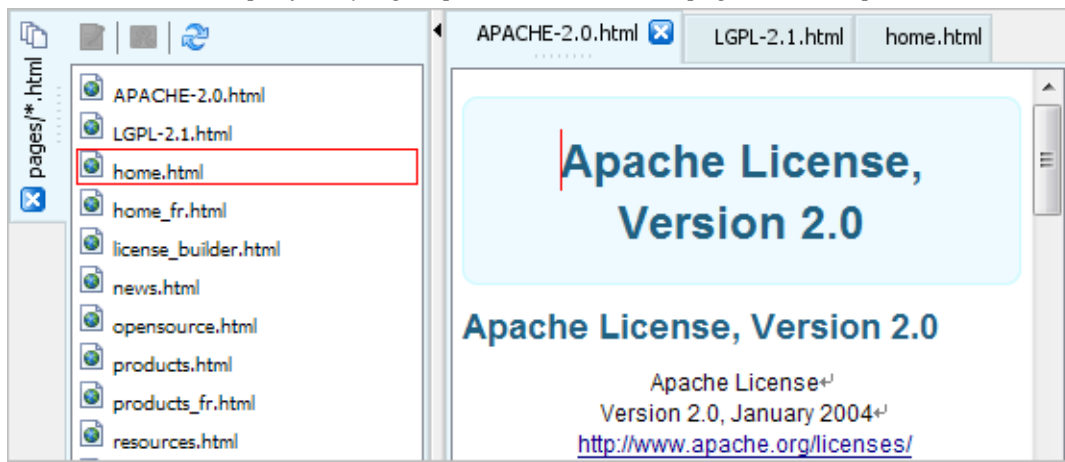 pages/*.html
APACHE-2.0.html
LGPL-2.1.html
home.html
home_fr.html
license_builder.html
news.html
opensource.html
products.html
products_fr.html
resources.html
APACHE-2.0.html LGPL-2.1.html home.html
Apache License,
Version 2.0
Apache License, Version 2.0
Apache License↵
Version 2.0, January 2004↵
http://www.apache.org/licenses/